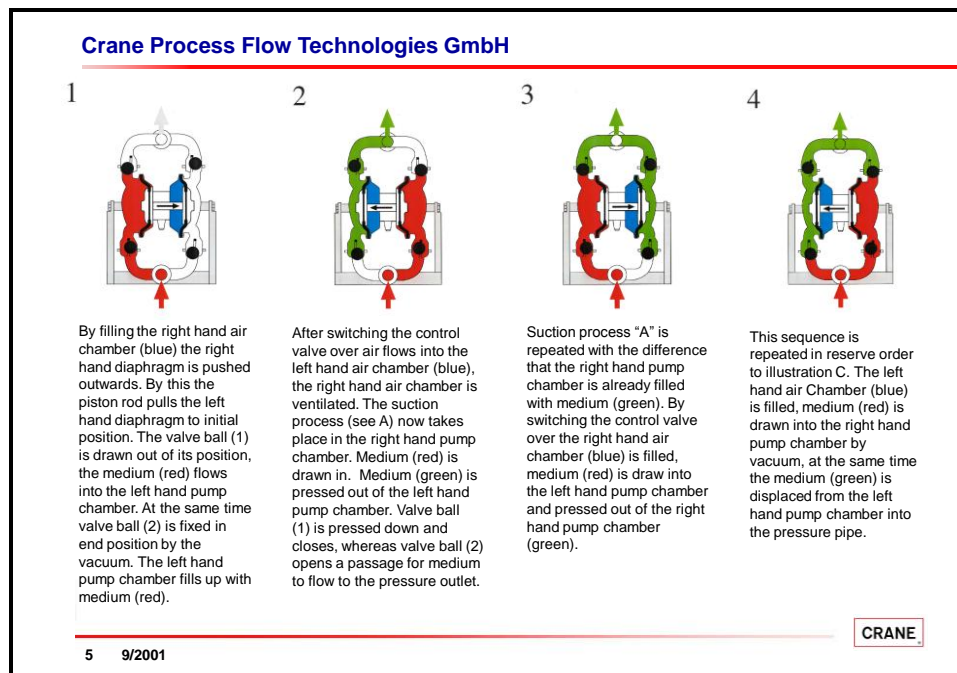 Crane Process Flow Technologies GmbH
1
2
3
4
By filling the right hand air
chamber (blue) the right
hand diaphragm is pushed
outwards. By this the
piston rod pulls the left
hand diaphragm to initial
position. The valve ball (1)
is drawn out of its position,
the medium (red) flows
into the left hand pump
chamber. At the same time
valve ball (2) is fixed in
end position by the
vacuum. The left hand
pump chamber fills up with
medium (red).
After switching the control
valve over air flows into the
left hand air chamber (blue),
the right hand air chamber is
ventilated. The suction
process (see A) now takes
place in the right hand pump
chamber. Medium (red) is
drawn in. Medium (green) is
pressed out of the left hand
pump chamber. Valve ball
(1) is pressed down and
closes, whereas valve ball (2)
opens a passage for medium
to flow to the pressure outlet.
Suction process “A” is
repeated with the difference
that the right hand pump
chamber is already filled
with medium (green). By
switching the control valve
over the right hand air
chamber (blue) is filled,
medium (red) is draw into
the left hand pump chamber
and pressed out of the right
hand pump chamber
(green).
This sequence is
repeated in reserve order
to illustration C. The left
hand air Chamber (blue)
is filled, medium (red) is
drawn into the right hand
pump chamber by
vacuum, at the same time
the medium (green) is
displaced from the left
hand pump chamber into
the pressure pipe.
CRANE
5 9/2001